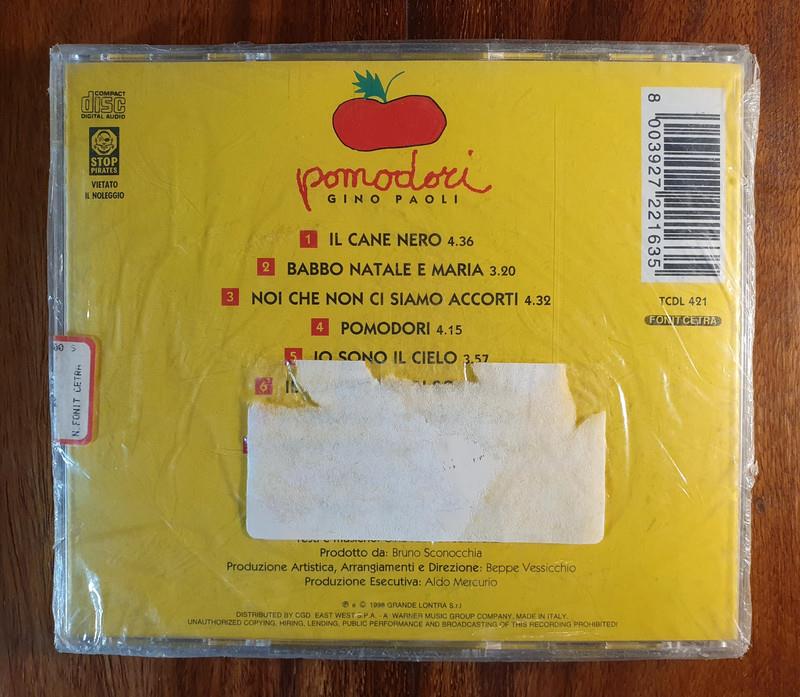 COMPACT
disc
DIGITAL AUDIO
STOP
PIRATES
VIETATO
IL NOLEGGIO
pomodori
GINO PAOLI
8 003927 221635
TCDL 421
FONIT CETRA
1 IL CANE NERO 4.36
2 BABBO NATALE E MARIA 3.20
3 NOI CHE NON CI SIAMO ACCORTI 4.32
4 POMODORI 4.15
5 IO SONO IL CIELO 3.57
6
N.FONIT CETRA
Testi e musiche:
Prodotto da: Bruno Sconocchia
Produzione Artistica, Arrangiamenti e Direzione: Beppe Vessicchio
Produzione Esecutiva: Aldo Mercurio
℗ e © 1998 GRANDE LONTRA S.r.l
DISTRIBUTED BY CGD EAST WEST S.P.A. - A WARNER MUSIC GROUP COMPANY. MADE IN ITALY.
UNAUTHORIZED COPYING, HIRING, LENDING, PUBLIC PERFORMANCE AND BROADCASTING OF THIS RECORDING PROHIBITED!